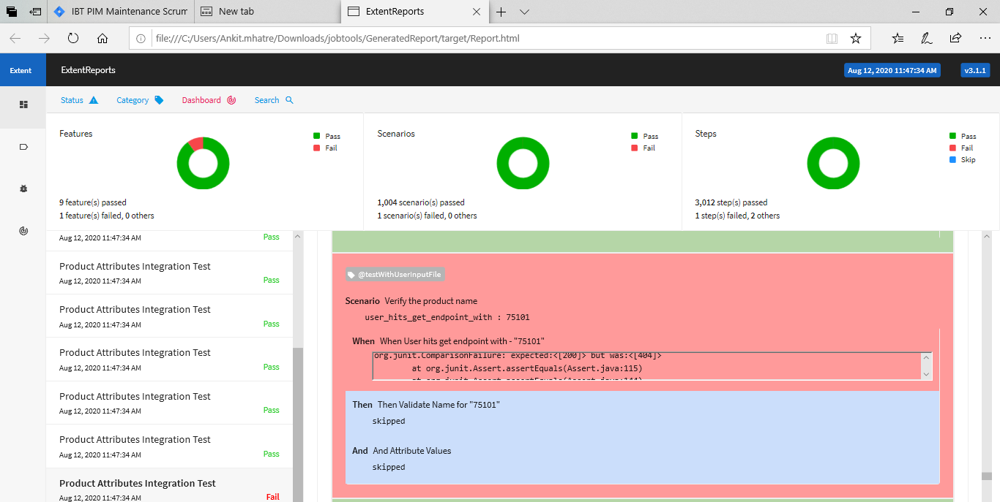 IBT PIM Maintenance Scrum
New tab
ExtentReports
file:///C:/Users/Ankit.mhatre/Downloads/jobtools/GeneratedReport/target/Report.html
Extent
ExtentReports
Aug 12, 2020 11:47:34 AM
v3.1.1
Status
Category
Dashboard
Search
Features
Pass
Fail
9 feature(s) passed
1 feature(s) failed, 0 others
Scenarios
Pass
Fail
1,004 scenario(s) passed
1 scenario(s) failed, 0 others
Steps
Pass
Fail
Skip
3,012 step(s) passed
1 step(s) failed, 2 others
Aug 12, 2020 11:47:34 AM Pass
Product Attributes Integration Test
Aug 12, 2020 11:47:34 AM Pass
Product Attributes Integration Test
Aug 12, 2020 11:47:34 AM Pass
Product Attributes Integration Test
Aug 12, 2020 11:47:34 AM Pass
Product Attributes Integration Test
Aug 12, 2020 11:47:34 AM Pass
Product Attributes Integration Test
Aug 12, 2020 11:47:34 AM Pass
Product Attributes Integration Test
Aug 12, 2020 11:47:34 AM Fail
@testWithUserInputFile
Scenario Verify the product name
user_hits_get_endpoint_with : 75101
When When User hits get endpoint with - "75101"
org.junit.ComparisonFailure: expected:<[200]> but was:<[404]>
at org.junit.Assert.assertEquals(Assert.java:115)
at org.junit.Assert.assertEquals(Assert.java:144)
Then Then Validate Name for "75101"
skipped
And And Attribute Values
skipped